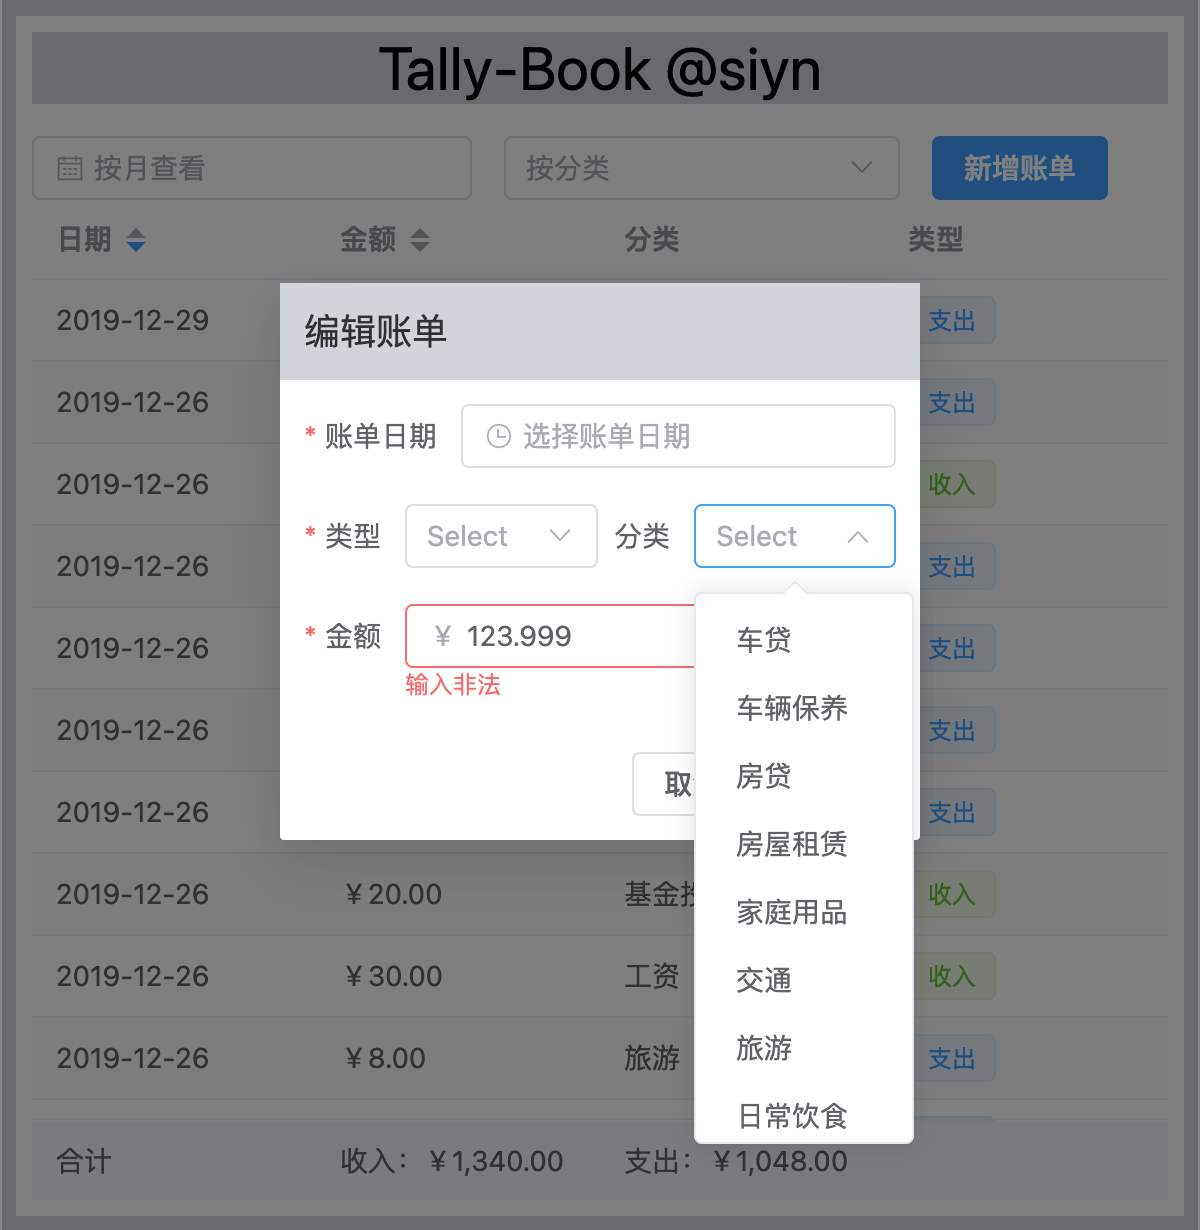 Tally-Book @siyn
按月查看
按分类
新增账单
日期 金额 分类 类型
2019-12-29 支出
2019-12-26 支出
2019-12-26 收入
2019-12-26 支出
2019-12-26 支出
2019-12-26 支出
2019-12-26 支出
2019-12-26 ¥20.00 基金 收入
2019-12-26 ¥30.00 工资 收入
2019-12-26 ¥8.00 旅游 支出
合计 收入：¥1,340.00 支出：¥1,048.00
编辑账单
* 账单日期 选择账单日期
* 类型 Select 分类 Select
* 金额 ¥ 123.999
输入非法
取
车贷
车辆保养
房贷
房屋租赁
家庭用品
交通
旅游
日常饮食